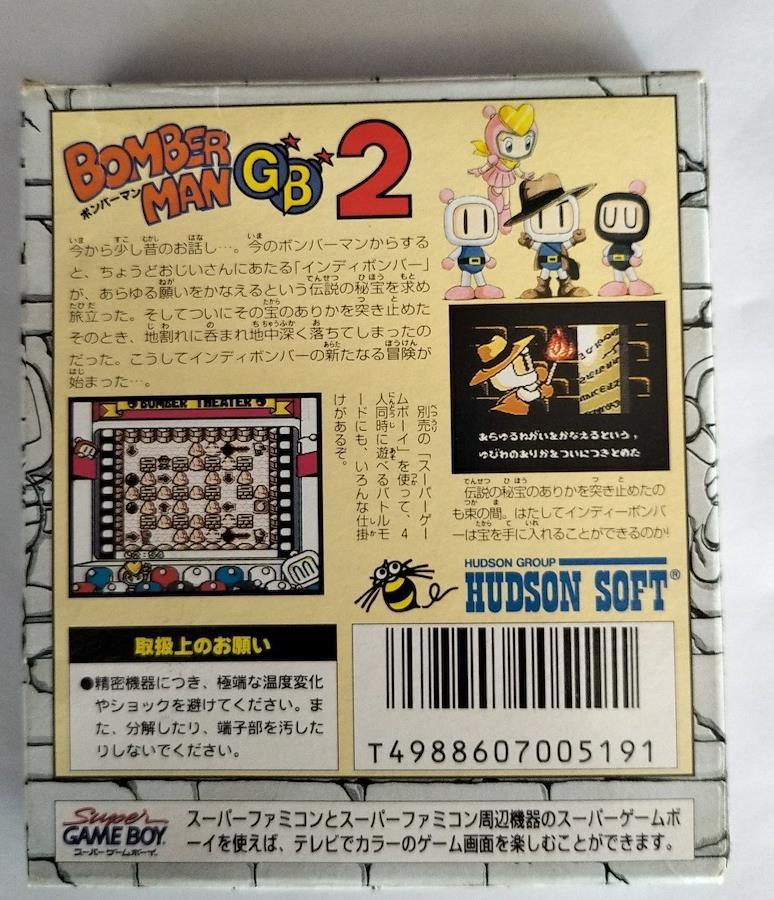 BOMBER
MAN
ボンバーマン
GB
2
今から少し昔のお話し…。今のボンバーマンからする
と、ちょうどおじいさんにあたる「インディボンバー」
が、あらゆる願いをかなえるという伝説の秘宝を求め
旅立った。そしてついにその宝のありかを突き止めた
そのとき、地割れに呑まれ地中深く落ちてしまったの
だった。こうしてインディボンバーの新たなる冒険が
始まった…。
BOMBER THEATER
別売の「スーパーゲー
ムボーイ」を使って、4
人同時に遊べるバトルモ
ードにも、いろんな仕掛
けがあるぞ。
あらゆるねがいをかなえるという、
ゆびわのありかをついにつきとめた
伝説の秘宝のありかを突き止めたの
も束の間。はたしてインディーボンバ
ーは宝を手に入れることができるのか!
HUDSON GROUP
HUDSON SOFT®
取扱上のお願い
●精密機器につき、極端な温度変化
やショックを避けてください。ま
た、分解したり、端子部を汚した
りしないでください。
T4988607005191
Super
GAME BOY
スーパーゲームボーイ
スーパーファミコンとスーパーファミコン周辺機器のスーパーゲームボ
ーイを使えば、テレビでカラーのゲーム画面を楽しむことができます。